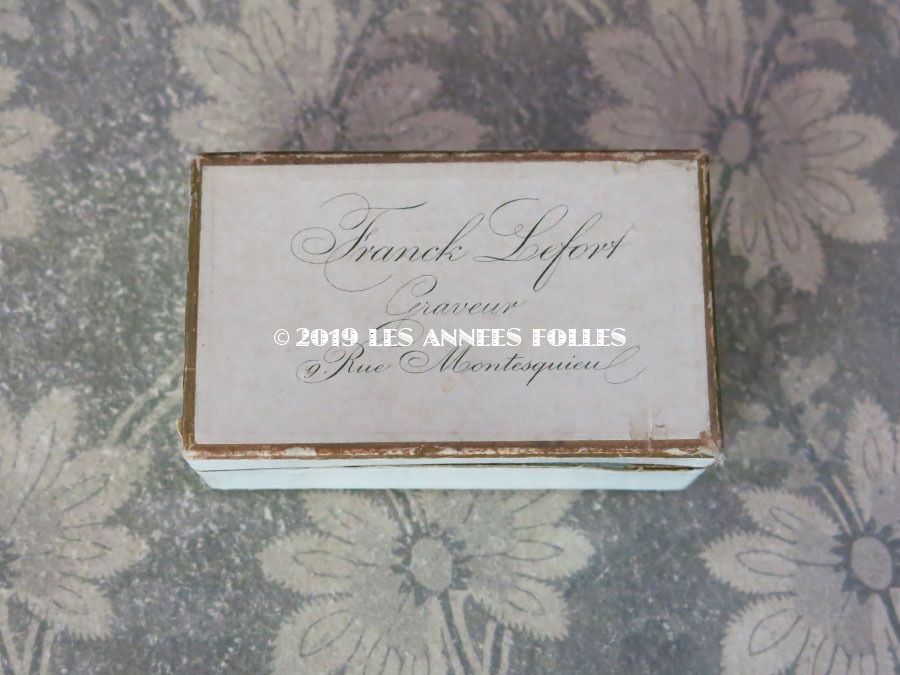 Franck Lefort
Graveur
© 2019 LES ANNEES FOLLES
9. Rue Montesquieu